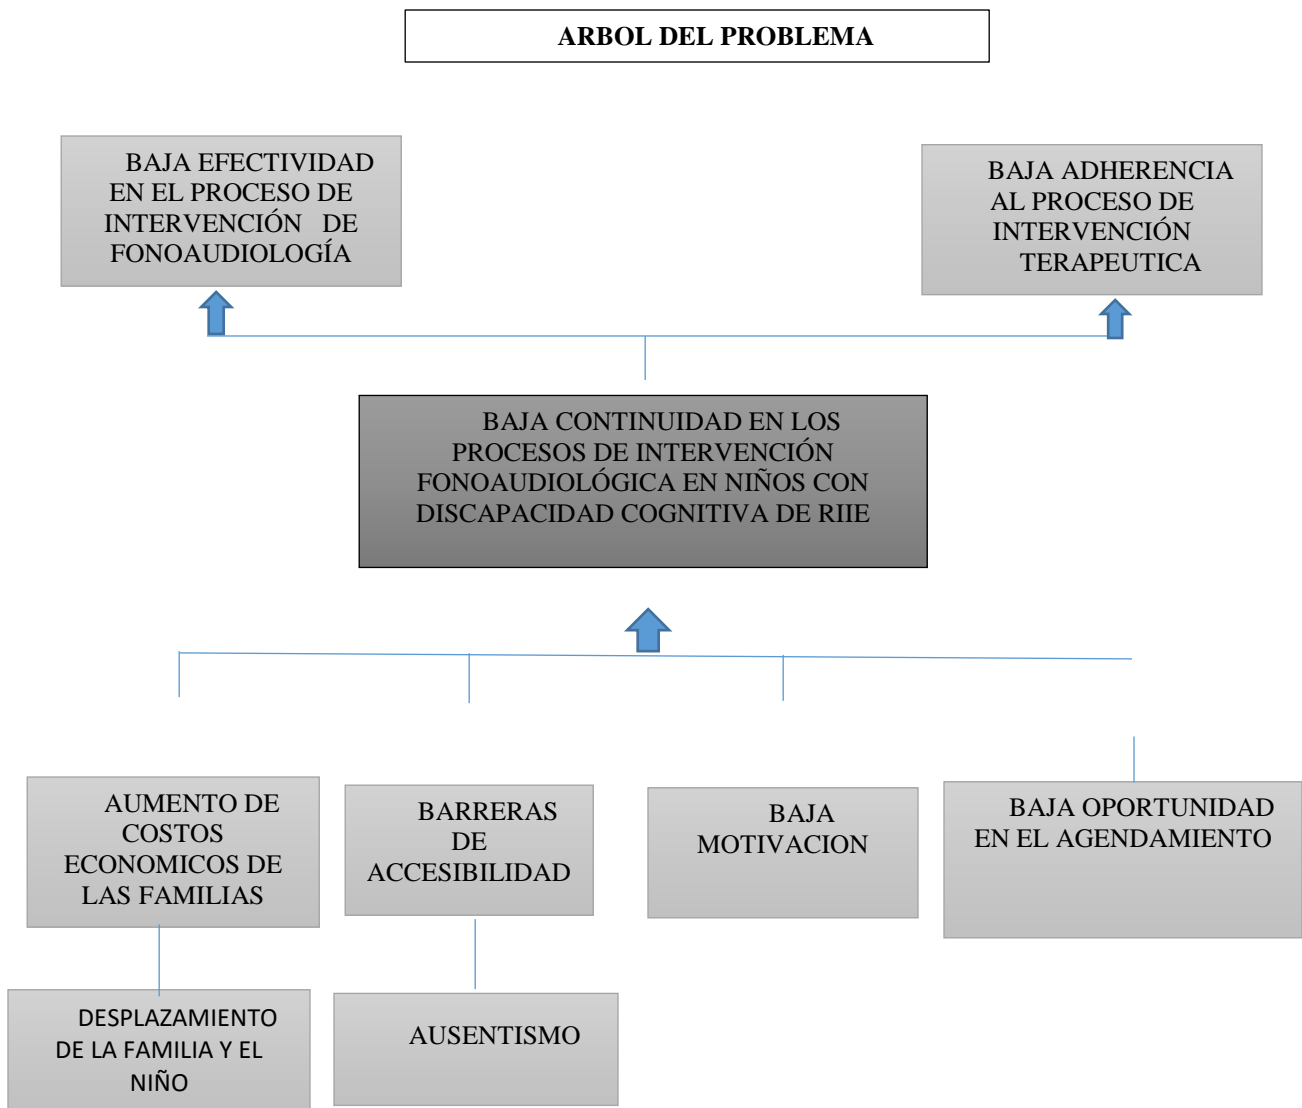 ARBOL DEL PROBLEMA
BAJA EFECTIVIDAD
EN EL PROCESO DE
INTERVENCIÓN DE
FONOAUDIOLOGÍA
BAJA ADHERENCIA
AL PROCESO DE
INTERVENCIÓN
TERAPEUTICA
BAJA CONTINUIDAD EN LOS
PROCESOS DE INTERVENCIÓN
FONOAUDIOLÓGICA EN NIÑOS CON
DISCAPACIDAD COGNITIVA DE RIIE
AUMENTO DE
COSTOS
ECONOMICOS DE
LAS FAMILIAS
BARRERAS
DE
ACCESIBILIDAD
BAJA
MOTIVACION
BAJA OPORTUNIDAD
EN EL AGENDAMIENTO
DESPLAZAMIENTO
DE LA FAMILIA Y EL
NIÑO
AUSENTISMO